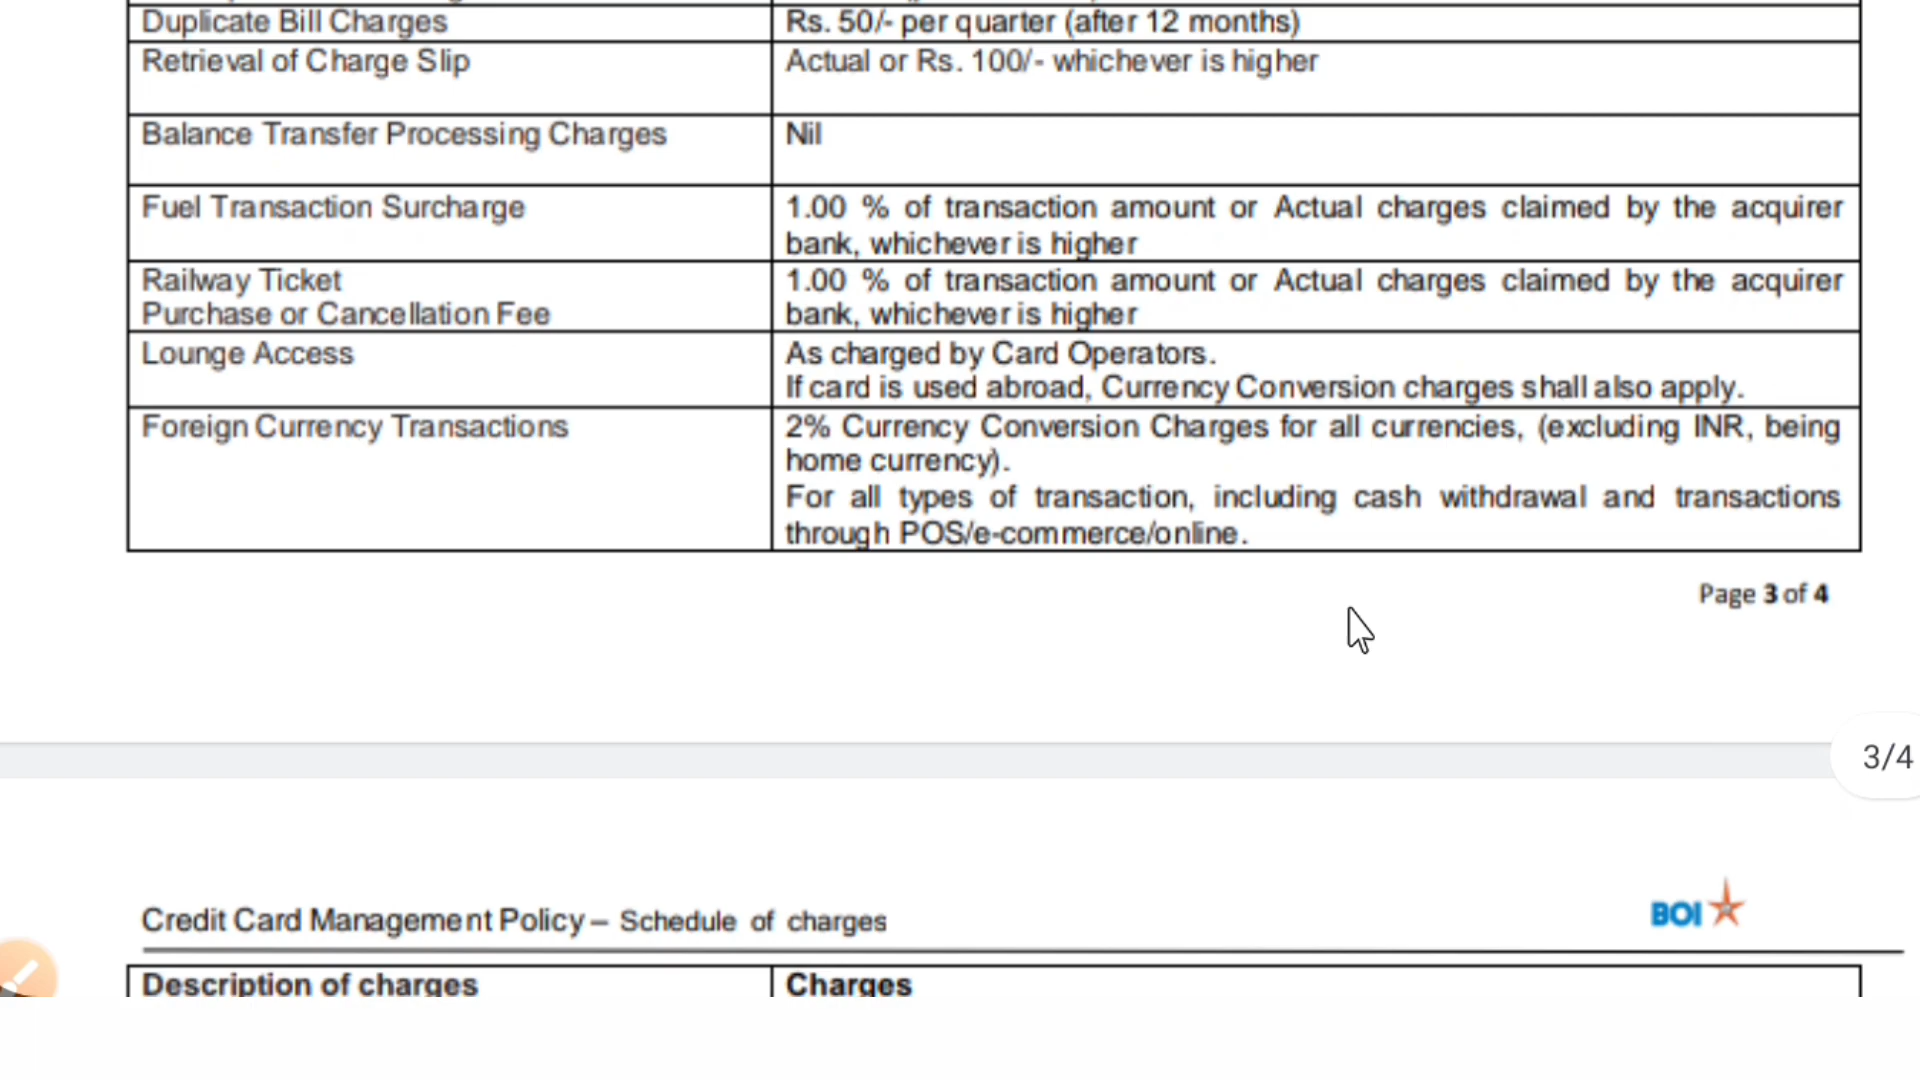 Duplicate Bill Charges
Rs. 50/- per quarter (after 12 months)
Retrieval of Charge Slip
Actual or Rs. 100/- whichever is higher
Balance Transfer Processing Charges
Nil
Fuel Transaction Surcharge
1.00 % of transaction amount or Actual charges claimed by the acquirer
bank, whichever is higher
Railway Ticket
Purchase or Cancellation Fee
1.00 % of transaction amount or Actual charges claimed by the acquirer
bank, whichever is higher
Lounge Access
As charged by Card Operators.
If card is used abroad, Currency Conversion charges shall also apply.
Foreign Currency Transactions
2% Currency Conversion Charges for all currencies, (excluding INR, being
home currency).
For all types of transaction, including cash withdrawal and transactions
through POS/e-commerce/online.
Page 3 of 4
3/4
Credit Card Management Policy – Schedule of charges
BOI
Description of charges
Charges